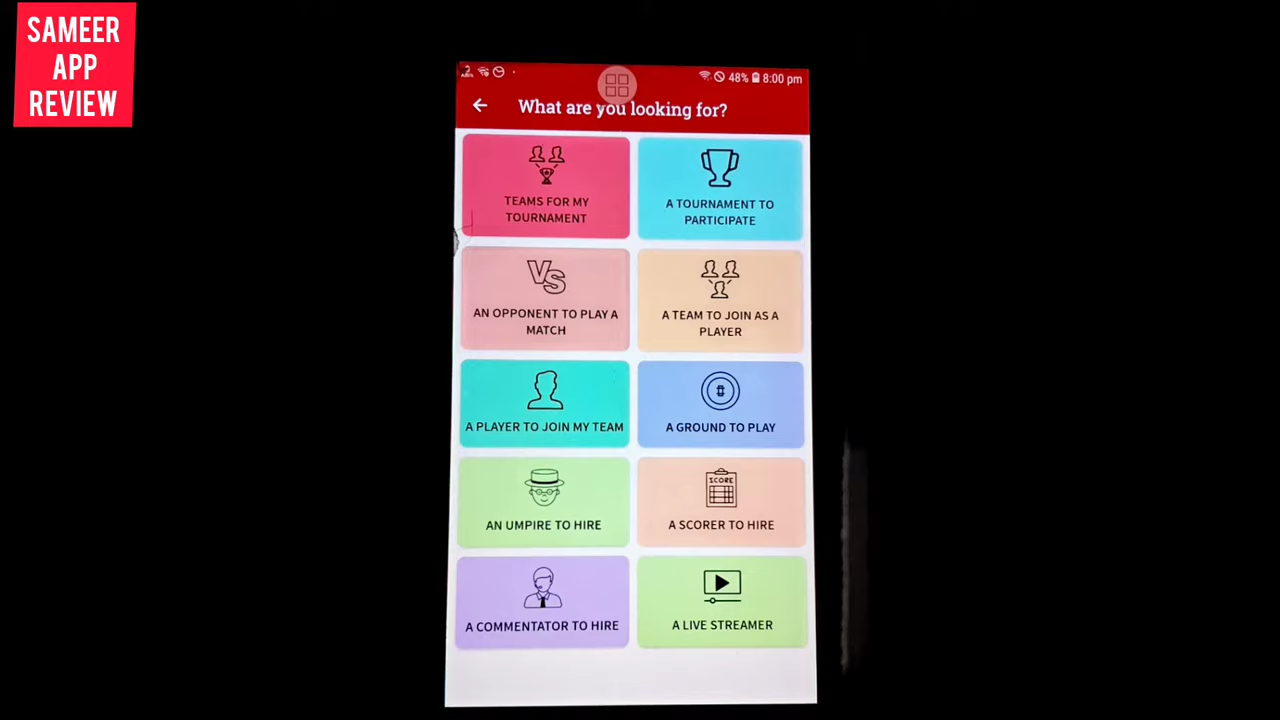 SAMEER
APP
REVIEW
48% 8:00 pm
What are you looking for?
TEAMS FOR MY
TOURNAMENT
A TOURNAMENT TO
PARTICIPATE
VS
AN OPPONENT TO PLAY A
MATCH
A TEAM TO JOIN AS A
PLAYER
A PLAYER TO JOIN MY TEAM
A GROUND TO PLAY
AN UMPIRE TO HIRE
SCORE
A SCORER TO HIRE
A COMMENTATOR TO HIRE
A LIVE STREAMER